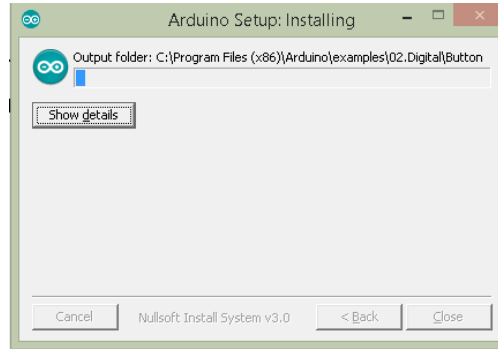 Arduino Setup: Installing
Output folder: C:\Program Files (x86)\Arduino\examples\02.Digital\Button
Show details
Cancel
Nullsoft Install System v3.0
< Back
Close